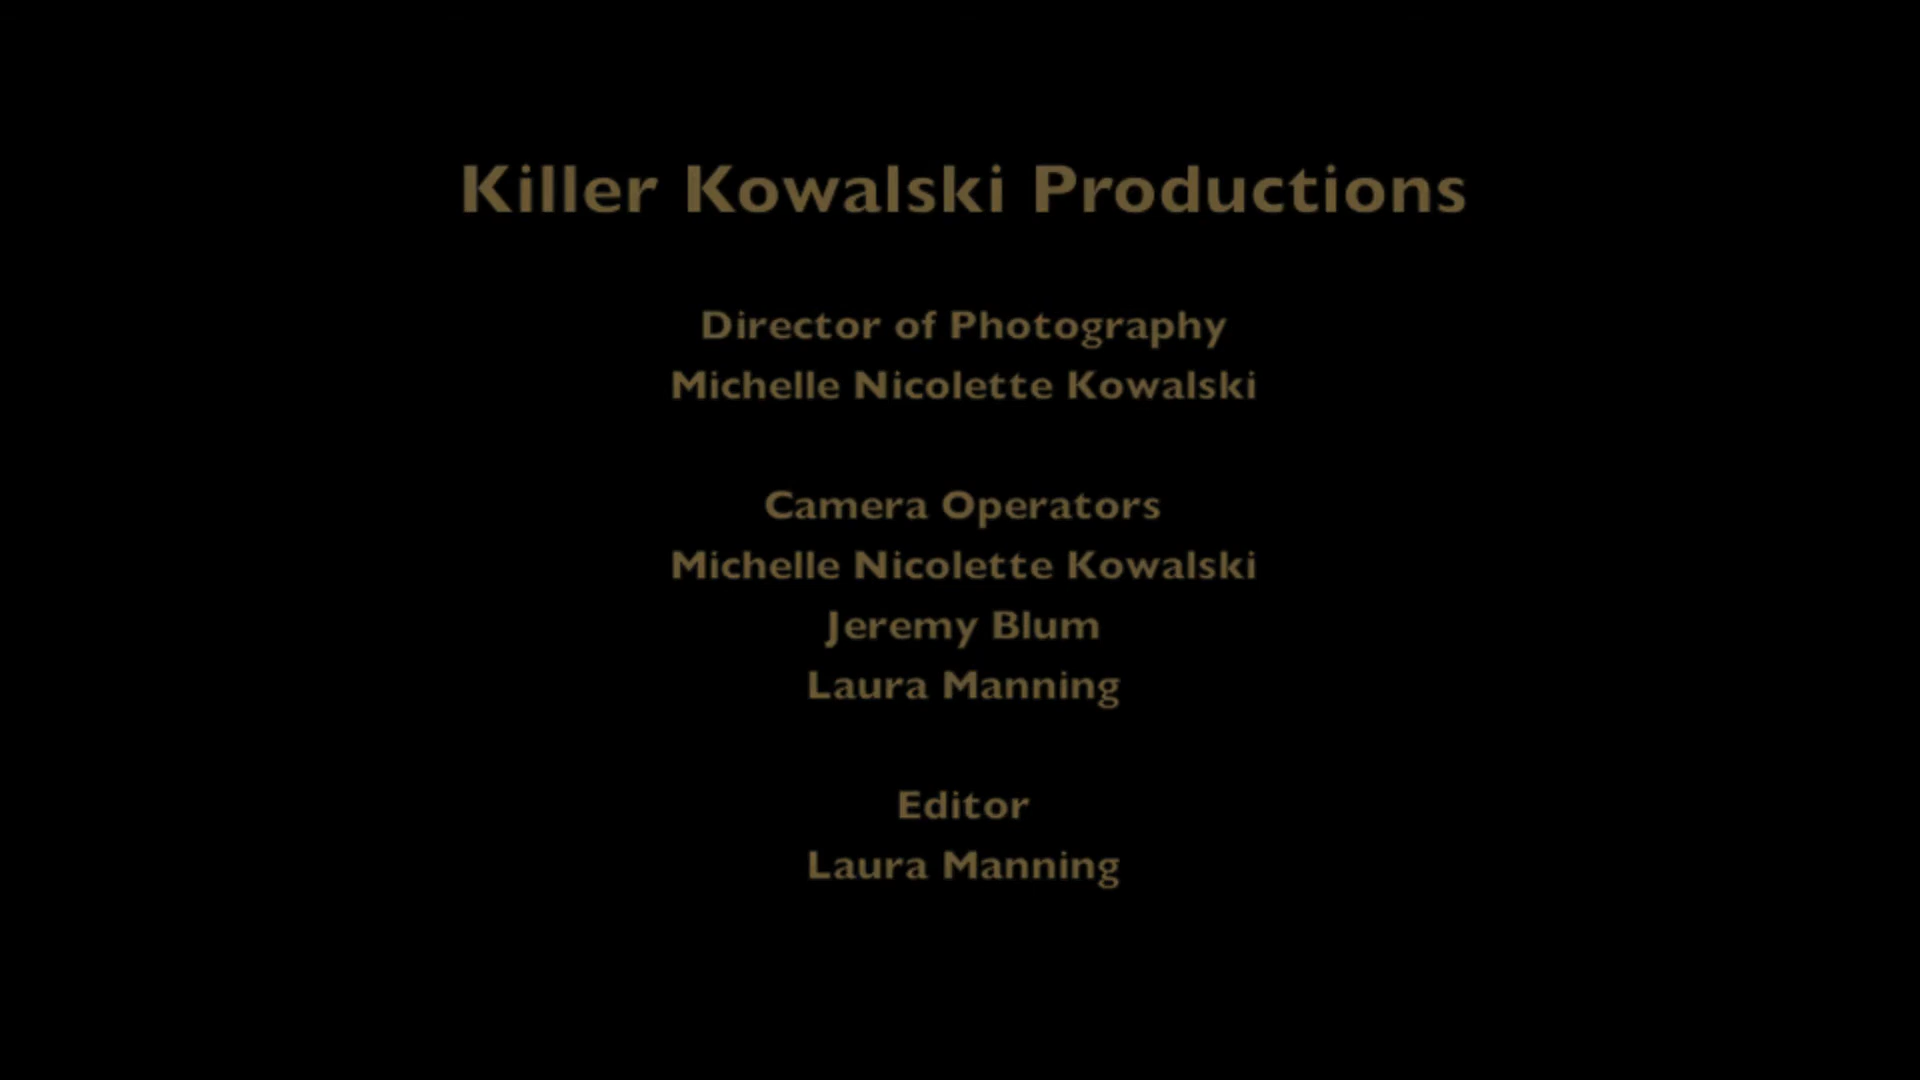 Killer Kowalski Productions
Director of Photography
Michelle Nicolette Kowalski
Camera Operators
Michelle Nicolette Kowalski
Jeremy Blum
Laura Manning
Editor
Laura Manning